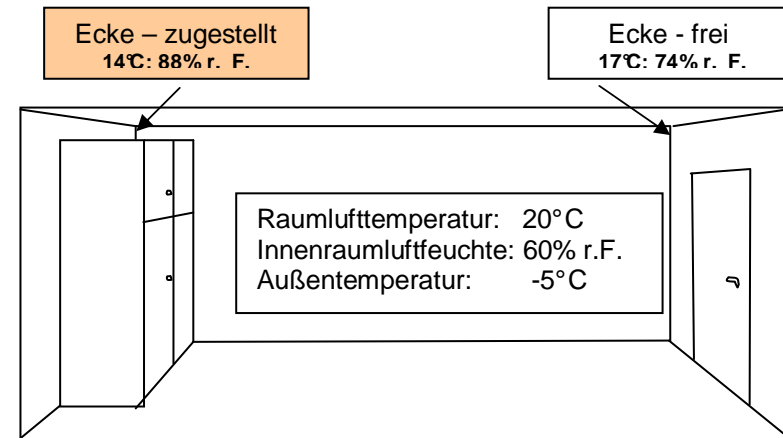 Ecke – zugestellt
14°C: 88% r. F.
Ecke - frei
17°C: 74% r. F.
Raumlufttemperatur: 20°C
Innenraumluftfeuchte: 60% r.F.
Außentemperatur: -5°C